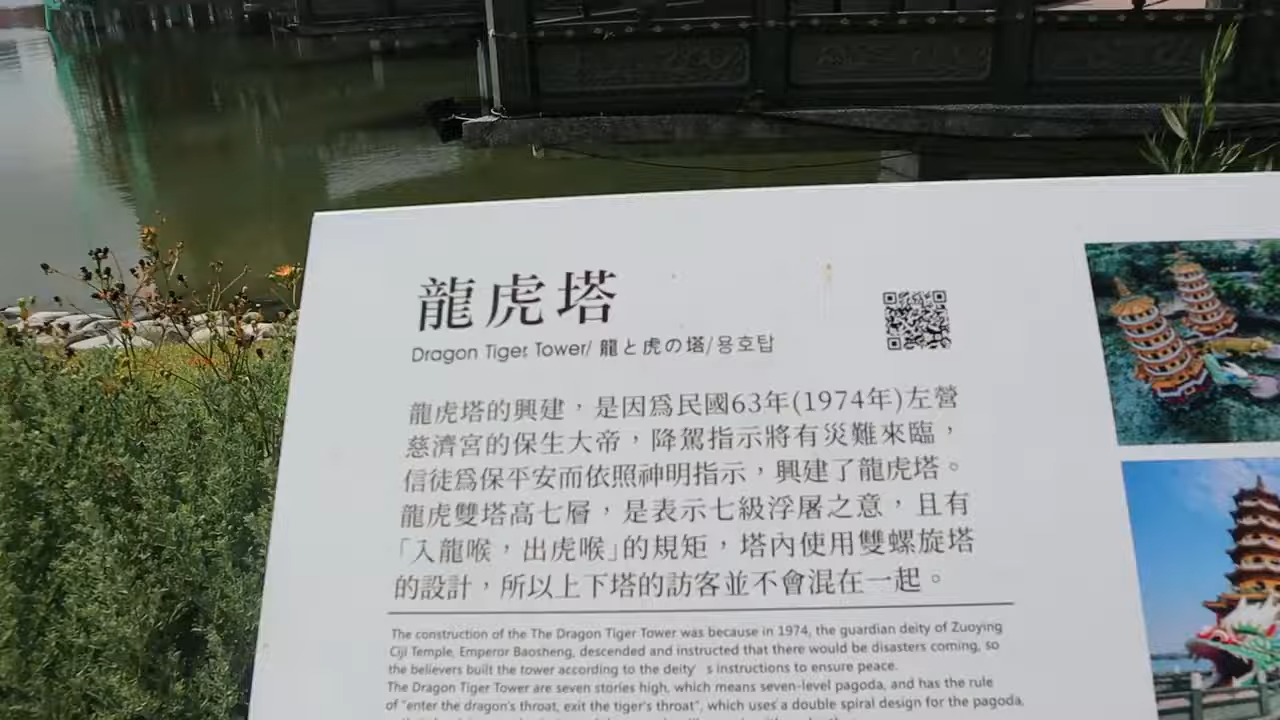 龍虎塔
Dragon Tiger Tower/ 龍と虎の塔/용호탑
龍虎塔的興建，是因爲民國63年(1974年)左營
慈濟宮的保生大帝，降駕指示將有災難來臨，
信徒爲保平安而依照神明指示，興建了龍虎塔。
龍虎雙塔高七層，是表示七級浮屠之意，且有
「入龍喉，出虎喉」的規矩，塔內使用雙螺旋塔
的設計，所以上下塔的訪客並不會混在一起。
The construction of the The Dragon Tiger Tower was because in 1974, the guardian deity of Zuoying
Ciji Temple, Emperor Baosheng, descended and instructed that there would be disasters coming, so
the believers built the tower according to the deity s instructions to ensure peace.
The Dragon Tiger Tower are seven stories high, which means seven-level pagoda, and has the rule
of "enter the dragon's throat, exit the tiger's throat", which uses a double spiral design for the pagoda,